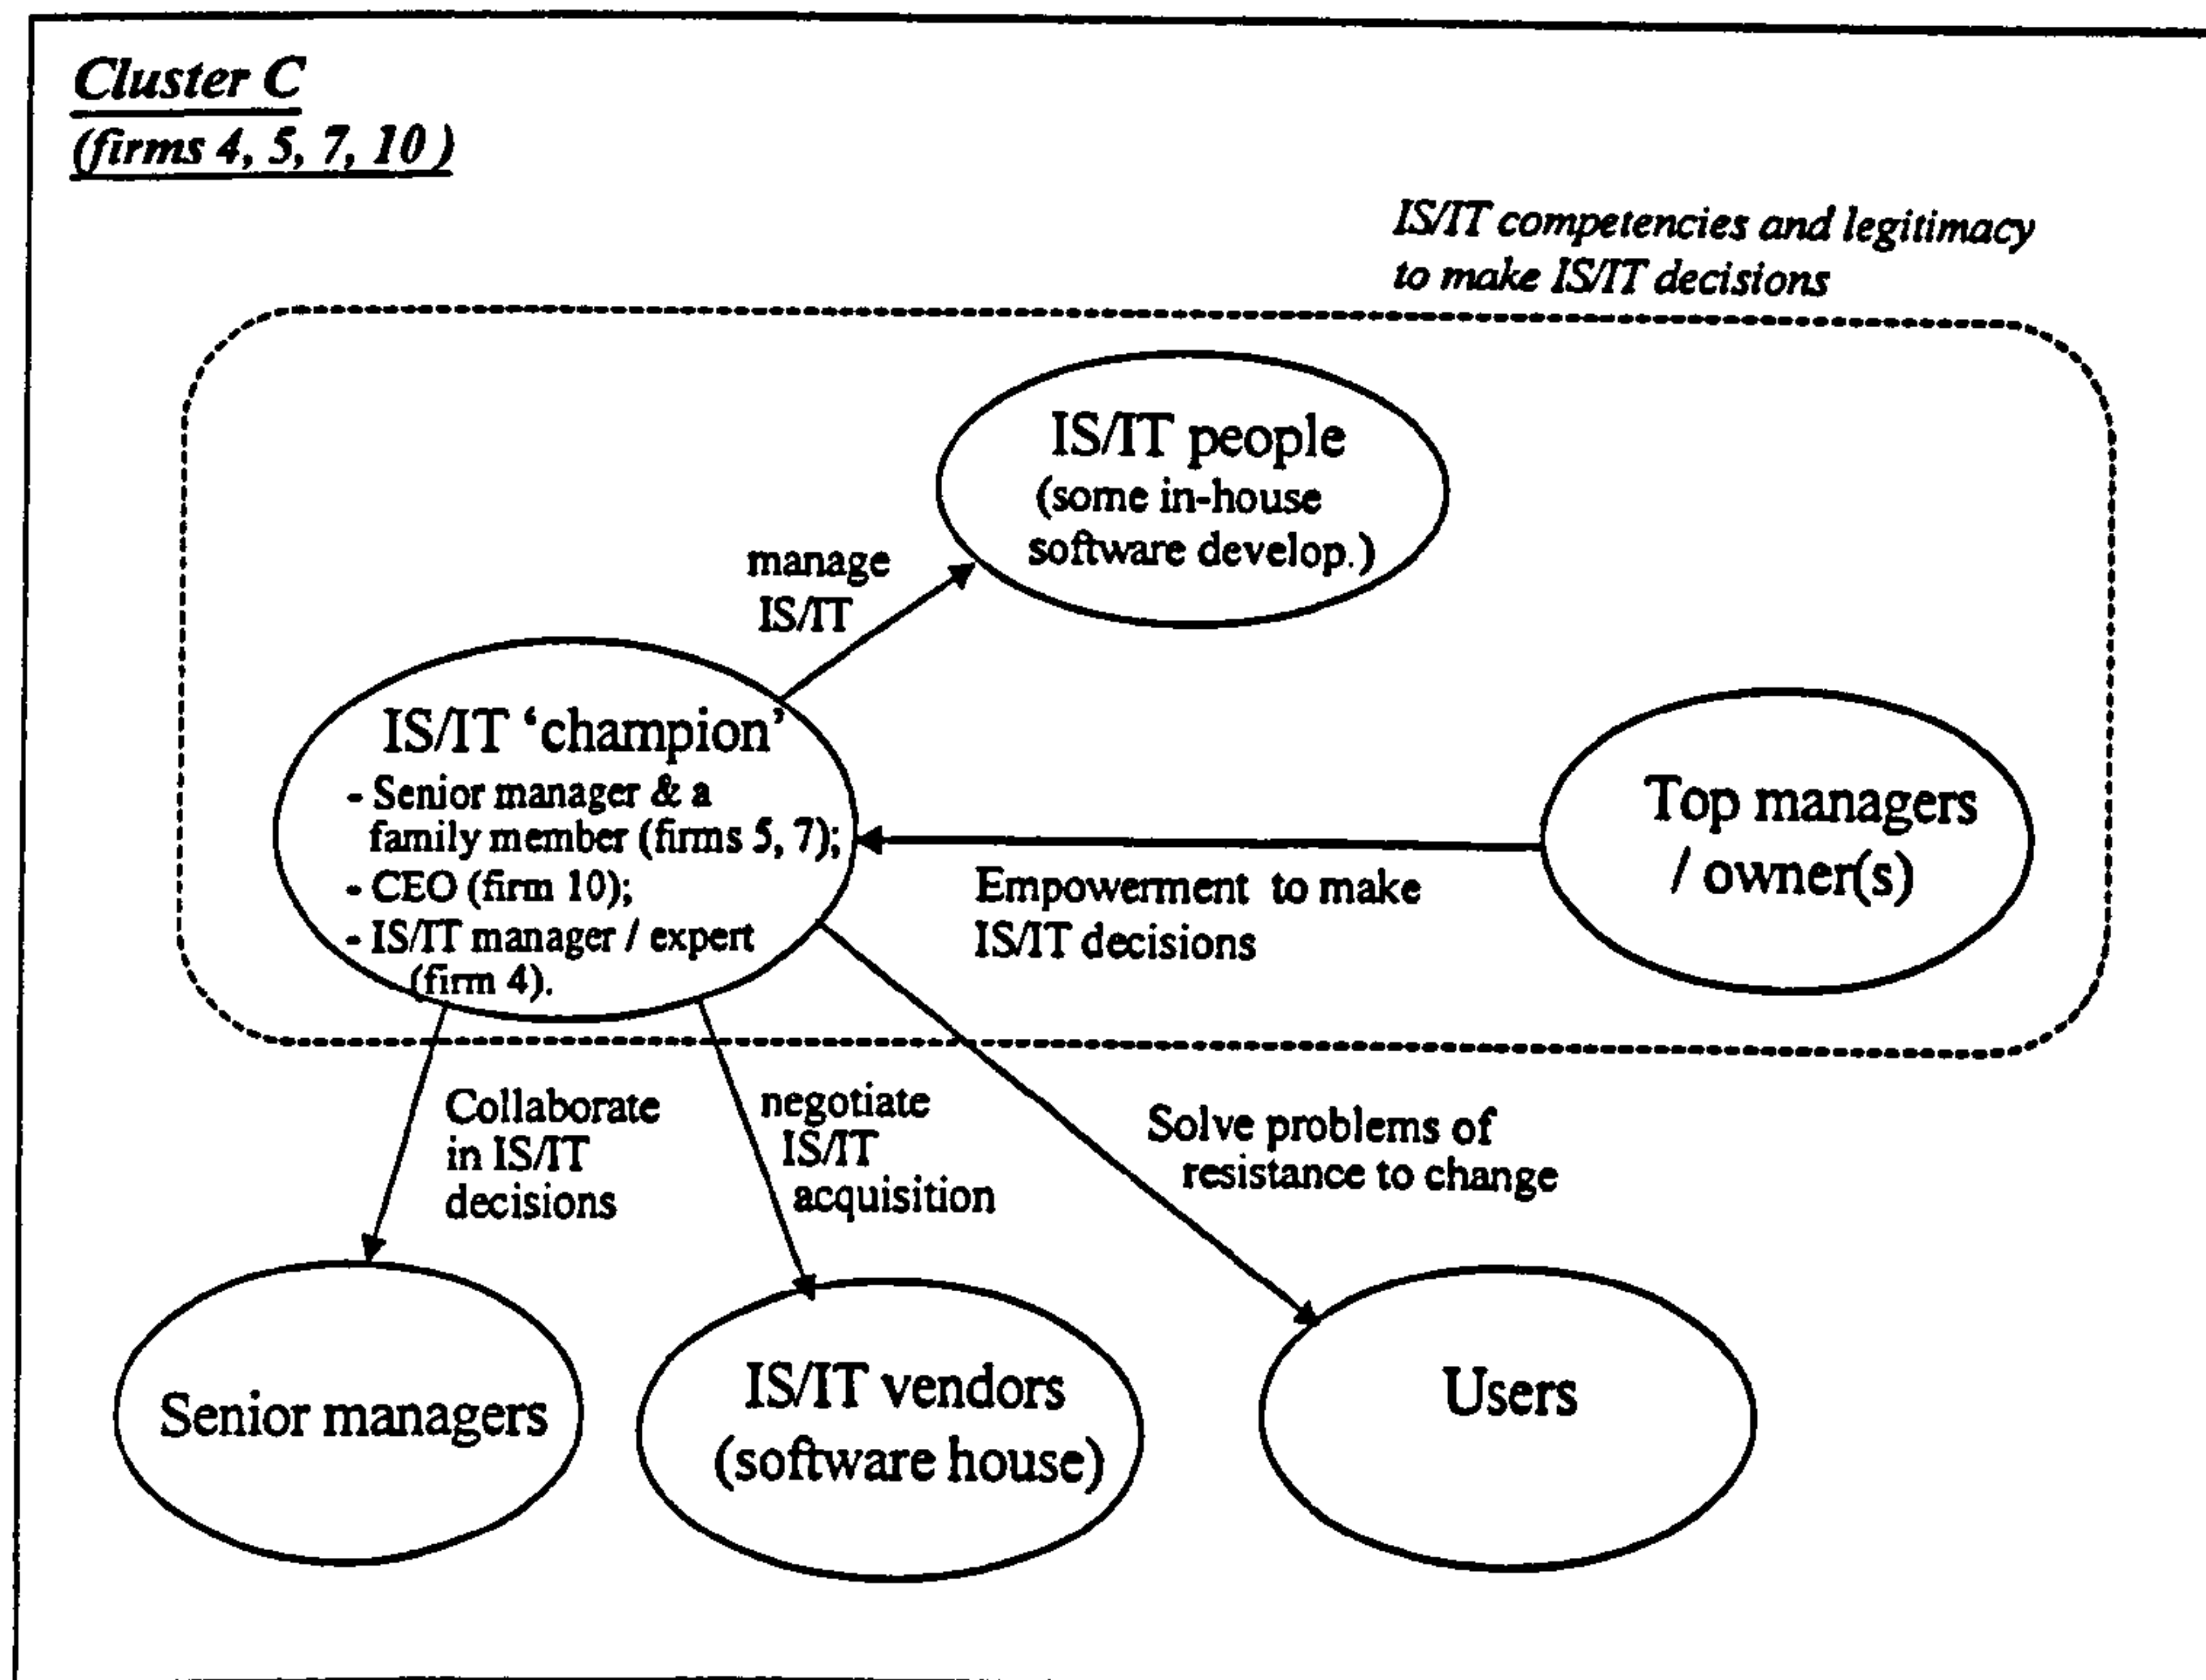 Cluster C
(firms 4, 5, 7, 10 )
IS/IT competencies and legitimacy
to make IS/IT decisions
IS/IT people
(some in-house
software develop.)
manage
IS/IT
IS/IT ‘champion’
- Senior manager & a
family member (firms 5, 7);
- CEO (firm 10);
- IS/IT manager / expert
(firm 4).
Top managers
/ owner(s)
Empowerment to make
IS/IT decisions
Collaborate
in IS/IT
decisions
negotiate
IS/IT
acquisition
Solve problems of
resistance to change
Senior managers
IS/IT vendors
(software house)
Users